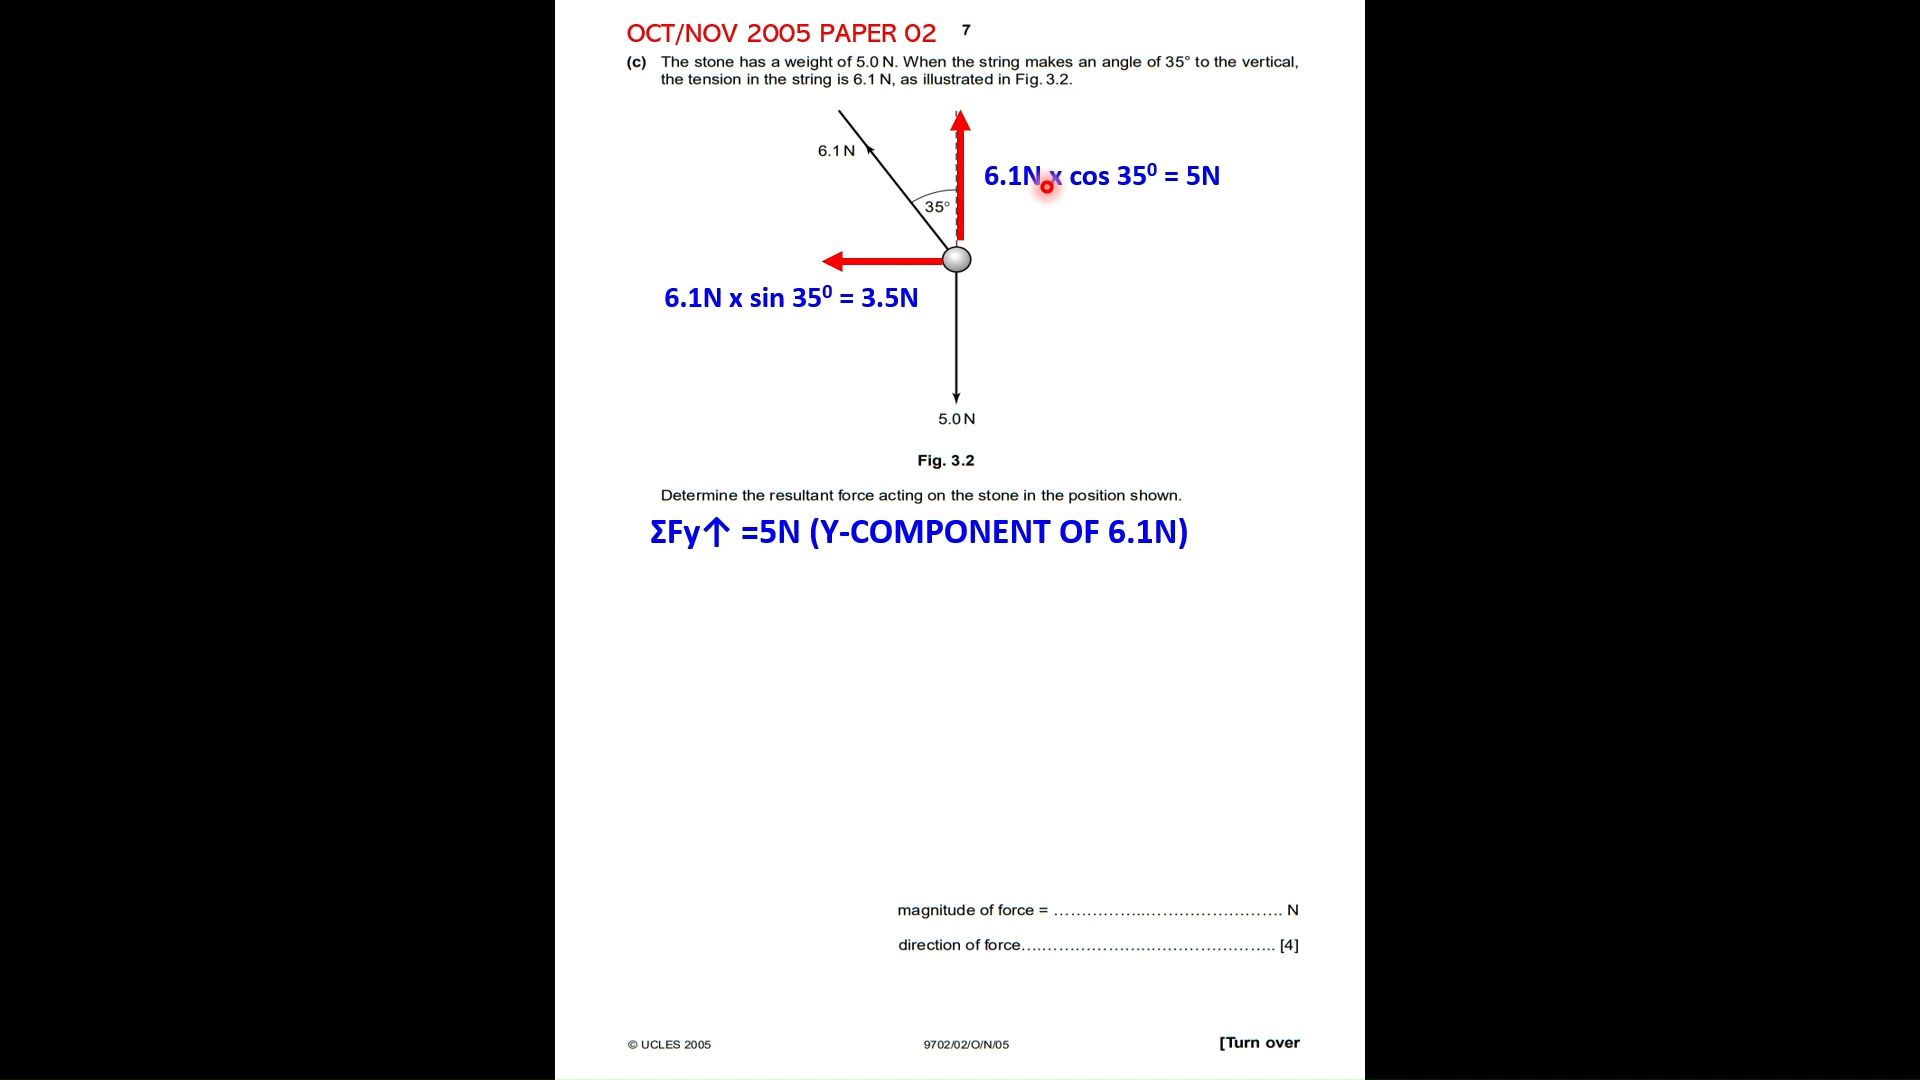 OCT/NOV 2005 PAPER 02 7
(c) The stone has a weight of 5.0 N. When the string makes an angle of 35° to the vertical,
the tension in the string is 6.1 N, as illustrated in Fig. 3.2.
6.1 N
6.1N x cos 35⁰ = 5N
35°
6.1N x sin 35⁰ = 3.5N
5.0 N
Fig. 3.2
Determine the resultant force acting on the stone in the position shown.
ΣFy↑ =5N (Y-COMPONENT OF 6.1N)
magnitude of force = ........................................... N
direction of force.............................................. [4]
© UCLES 2005 9702/02/O/N/05 [Turn over